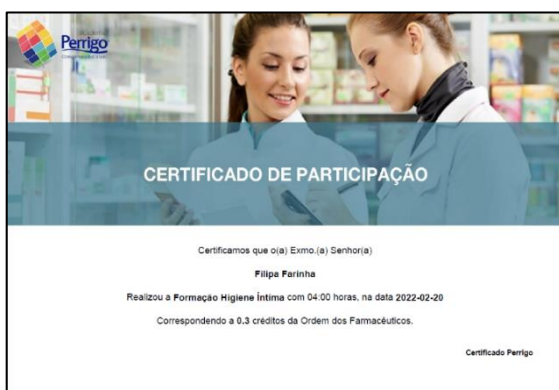 Perrigo
CERTIFICADO DE PARTICIPAÇÃO
Certificamos que o(a) Exmo.(a) Senhor(a)
Filipa Farinha
Realizou a Formação Higiene Íntima com 04:00 horas, na data 2022-02-20
Correspondendo a 0.3 créditos da Ordem dos Farmacêuticos.
Certificado Perrigo